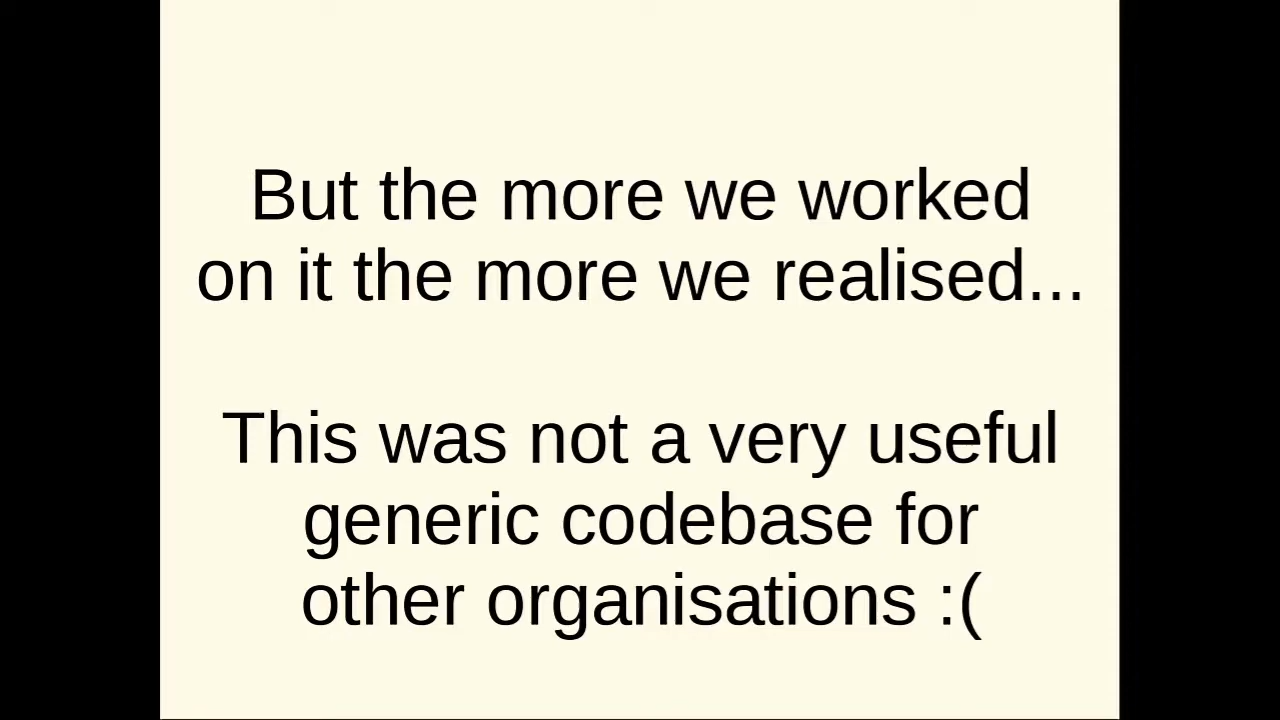 But the more we worked
on it the more we realised...
This was not a very useful
generic codebase for
other organisations :(